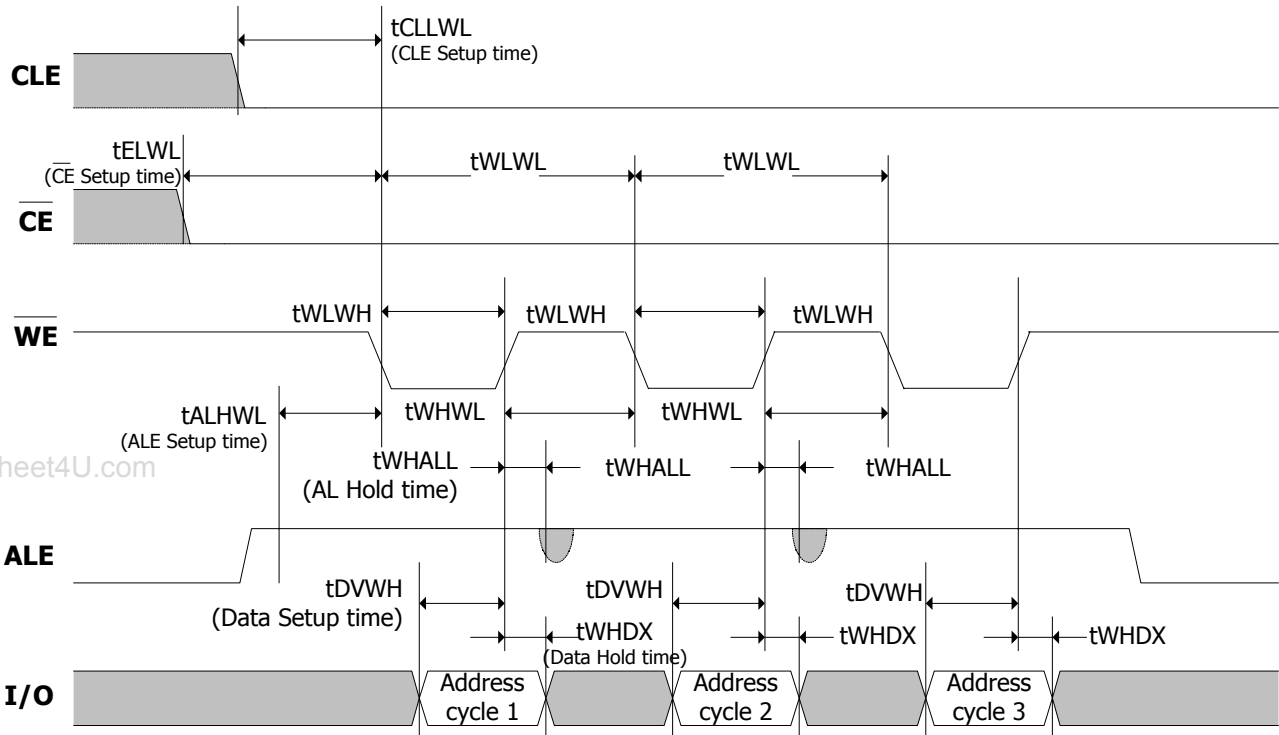 tCLLWL
(CLE Setup time)
CLE
tELWL
(CE Setup time)
tWLWL tWLWL
CE
tWLWH tWLWH tWLWH
WE
tALHWL
(ALE Setup time)
tWHWL tWHWL
tWHALL
(AL Hold time)
tWHALL tWHALL
heet4U.com
ALE
tDVWH
(Data Setup time)
tDVWH tDVWH
tWHDX
(Data Hold time)
tWHDX tWHDX
I/O
Address
cycle 1
Address
cycle 2
Address
cycle 3